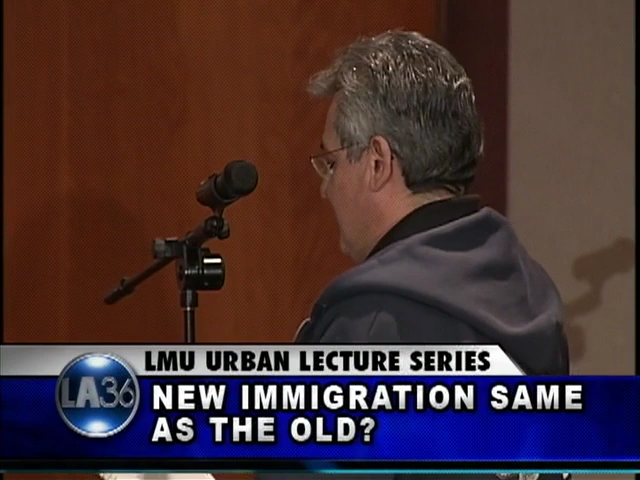 LMU URBAN LECTURE SERIES
LA36
NEW IMMIGRATION SAME
AS THE OLD?